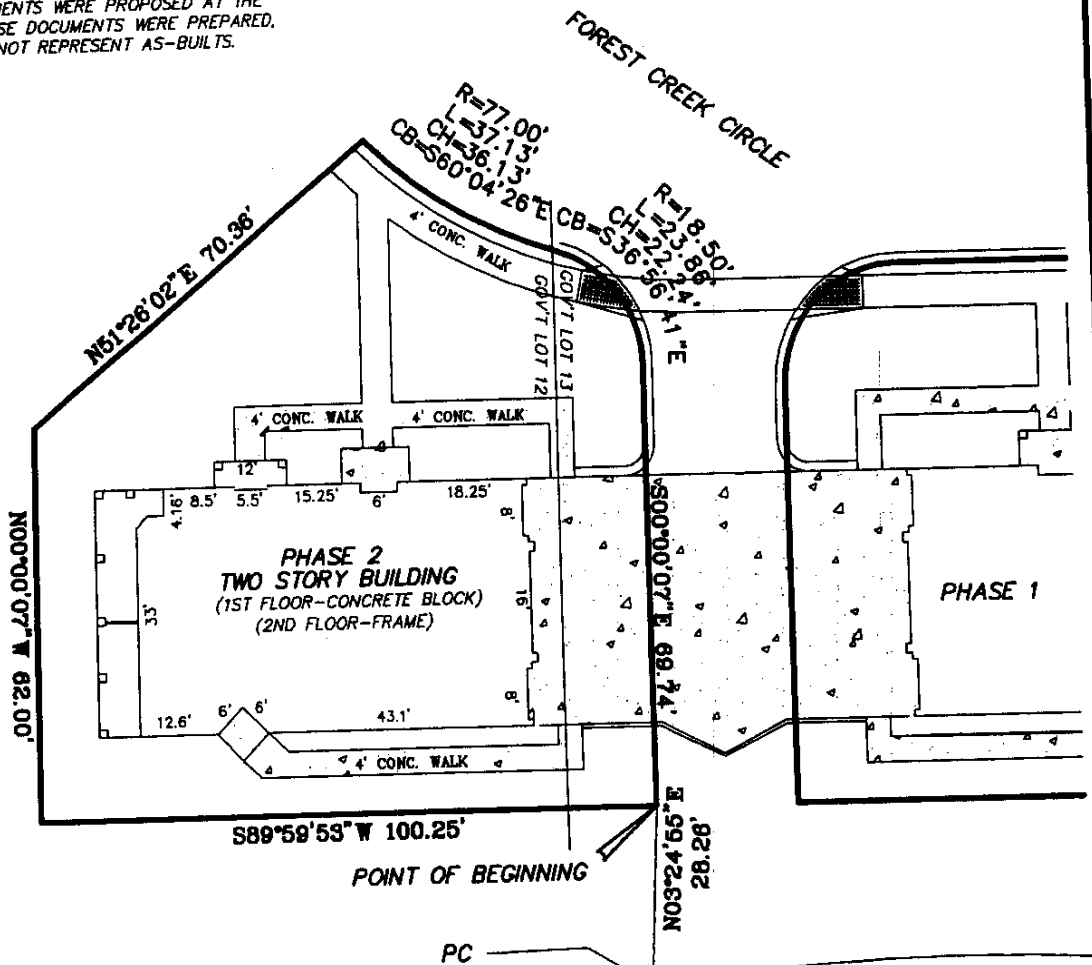 ENTS WERE PROPOSED AT THE
SE DOCUMENTS WERE PREPARED,
NOT REPRESENT AS-BUILTS.
FOREST CREEK CIRCLE
R=77.00'
L=37.13'
CH=36.13'
CB=S60°04'26"E
R=18.50'
L=23.86'
CH=22.24'
CB=S36°56'41"E
N51°26'02"E 70.36'
4' CONC. WALK
GOV'T LOT 12
GOV'T LOT 13
4' CONC. WALK
4' CONC. WALK
12'
4.16'
8.5'
5.5'
15.25'
6'
18.25'
8'
16'
8'
33'
PHASE 2
TWO STORY BUILDING
(1ST FLOOR-CONCRETE BLOCK)
(2ND FLOOR-FRAME)
PHASE 1
N00°00'07"W 62.00'
S00°00'07"E 69.74'
12.6'
6'
6'
43.1'
4' CONC. WALK
S89°59'53"W 100.25'
POINT OF BEGINNING
N03°24'55"E
28.26'
PC